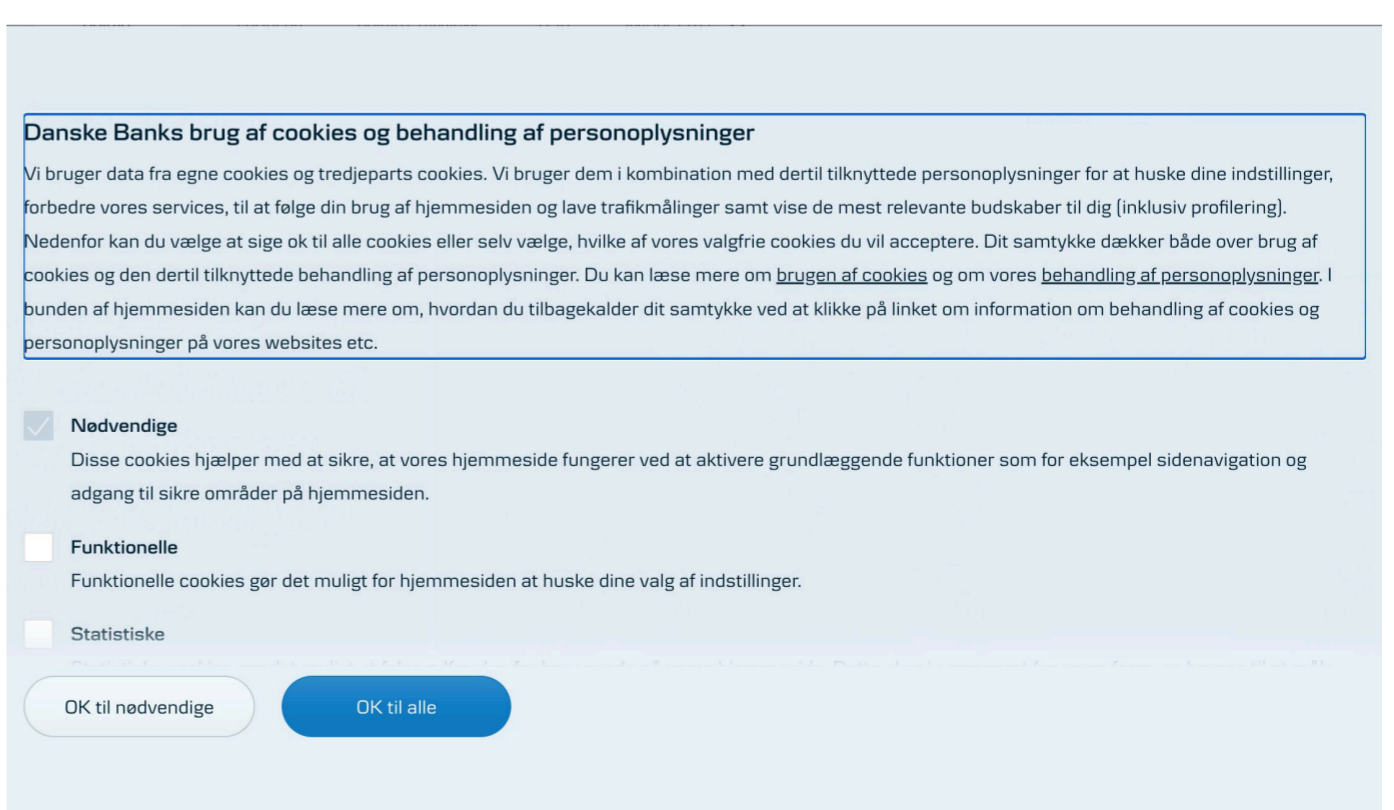 Danske Banks brug af cookies og behandling af personoplysninger
Vi bruger data fra egne cookies og tredjeparts cookies. Vi bruger dem i kombination med dertil tilknyttede personoplysninger for at huske dine indstillinger,
forbedre vores services, til at følge din brug af hjemmesiden og lave trafikmålinger samt vise de mest relevante budskaber til dig (inklusiv profilering).
Nedenfor kan du vælge at sige ok til alle cookies eller selv vælge, hvilke af vores valgfrie cookies du vil acceptere. Dit samtykke dækker både over brug af
cookies og den dertil tilknyttede behandling af personoplysninger. Du kan læse mere om brugen af cookies og om vores behandling af personoplysninger. I
bunden af hjemmesiden kan du læse mere om, hvordan du tilbagekalder dit samtykke ved at klikke på linket om information om behandling af cookies og
personoplysninger på vores websites etc.
Nødvendige
Disse cookies hjælper med at sikre, at vores hjemmeside fungerer ved at aktivere grundlæggende funktioner som for eksempel sidenavigation og
adgang til sikre områder på hjemmesiden.
Funktionelle
Funktionelle cookies gør det muligt for hjemmesiden at huske dine valg af indstillinger.
Statistiske
OK til nødvendige
OK til alle